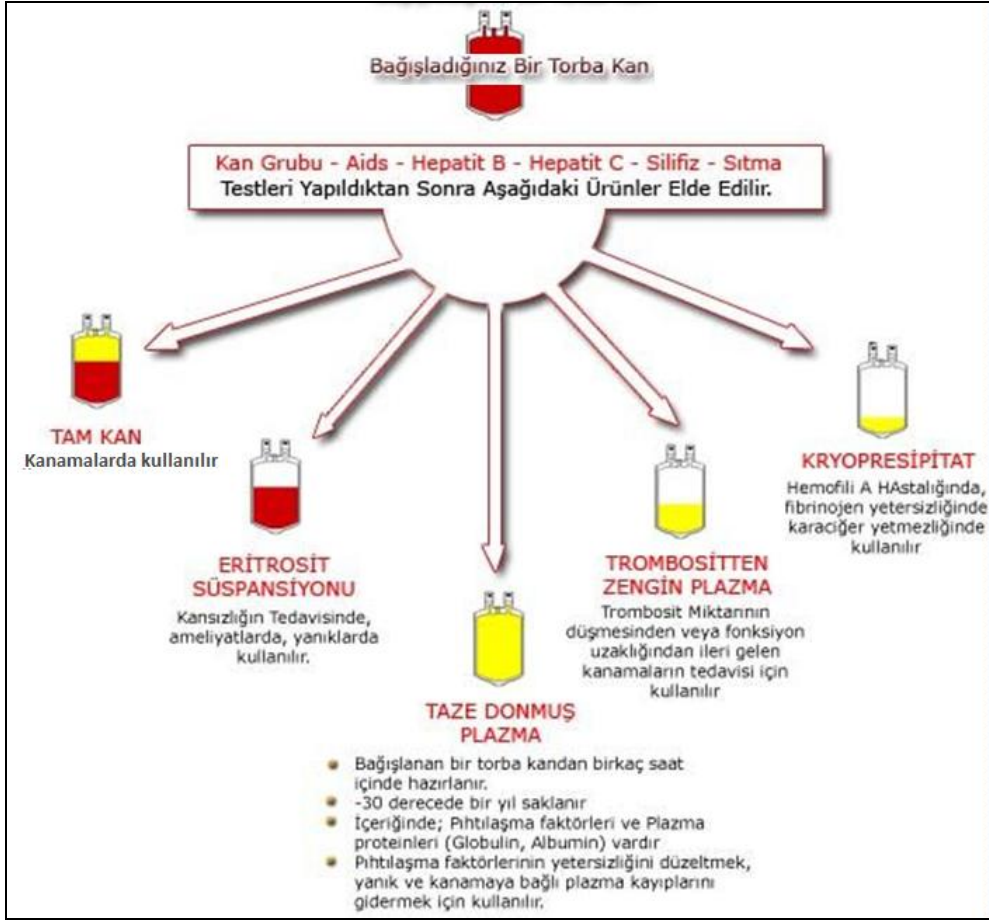 Bağışladığınız Bir Torba Kan
Kan Grubu - Aids - Hepatit B - Hepatit C - Silifiz - Sıtma
Testleri Yapıldıktan Sonra Aşağıdaki Ürünler Elde Edilir.
TAM KAN
Kanamalarda kullanılır
ERİTROSİT
SÜSPANSİYONU
Kansızlığın Tedavisinde,
ameliyatlarda, yanıklarda
kullanılır.
TAZE DONMUŞ
PLAZMA
Bağışlanan bir torba kandan birkaç saat
içinde hazırlanır.
-30 derecede bir yıl saklanır
İçeriğinde; Pıhtılaşma faktörleri ve Plazma
proteinleri (Globulin, Albumin) vardır
Pıhtılaşma faktörlerinin yetersizliğini düzeltmek,
yanık ve kanamaya bağlı plazma kayıplarını
gidermek için kullanılır.
TROMBOSİTTEN
ZENGİN PLAZMA
Trombosit Miktarının
düşmesinden veya fonksiyon
uzaklığından ileri gelen
kanamaların tedavisi için
kullanılır
KRYOPRESİPİTAT
Hemofili A HAstalığında,
fibrinojen yetersizliğinde
karaciğer yetmezliğinde
kullanılır